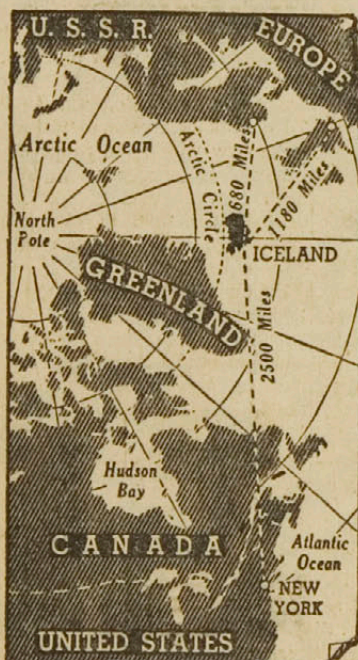 U. S. S. R.
EUROPE
Arctic Ocean
Arctic
Circle
680 Miles
1180 Miles
North
Pole
ICELAND
GREENLAND
2500 Miles
Hudson
Bay
CANADA
Atlantic
Ocean
NEW
YORK
UNITED STATES